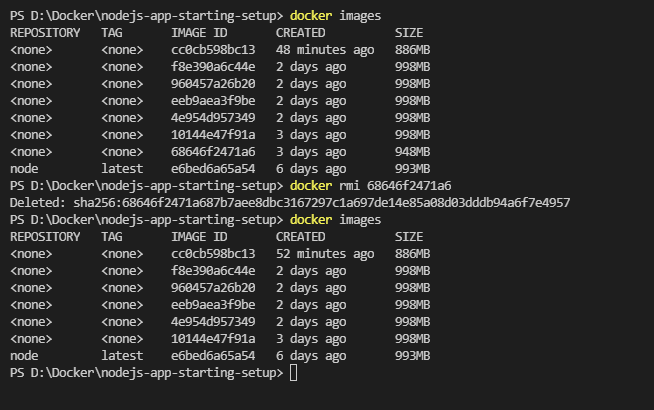 PS D:\Docker\nodejs-app-starting-setup> docker images
REPOSITORY TAG IMAGE ID CREATED SIZE
<none> <none> cc0cb598bc13 48 minutes ago 886MB
<none> <none> f8e390a6c44e 2 days ago 998MB
<none> <none> 960457a26b20 2 days ago 998MB
<none> <none> eeb9aea3f9be 2 days ago 998MB
<none> <none> 4e954d957349 2 days ago 998MB
<none> <none> 10144e47f91a 3 days ago 998MB
<none> <none> 68646f2471a6 3 days ago 948MB
node latest e6bed6a65a54 6 days ago 993MB
PS D:\Docker\nodejs-app-starting-setup> docker rmi 68646f2471a6
Deleted: sha256:68646f2471a687b7aee8dbc3167297c1a697de14e85a08d03dddb94a6f7e4957
PS D:\Docker\nodejs-app-starting-setup> docker images
REPOSITORY TAG IMAGE ID CREATED SIZE
<none> <none> cc0cb598bc13 52 minutes ago 886MB
<none> <none> f8e390a6c44e 2 days ago 998MB
<none> <none> 960457a26b20 2 days ago 998MB
<none> <none> eeb9aea3f9be 2 days ago 998MB
<none> <none> 4e954d957349 2 days ago 998MB
<none> <none> 10144e47f91a 3 days ago 998MB
node latest e6bed6a65a54 6 days ago 993MB
PS D:\Docker\nodejs-app-starting-setup>